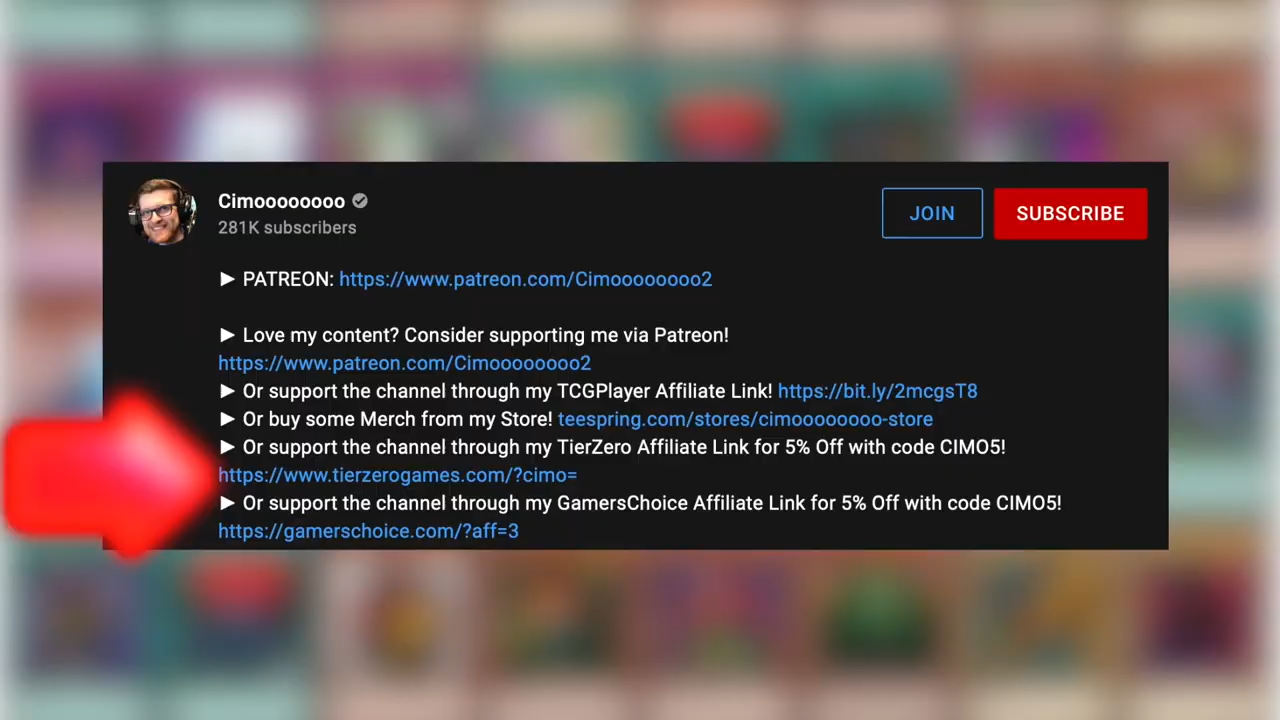 Cimoooooooo
281K subscribers
JOIN
SUBSCRIBE
► PATREON: https://www.patreon.com/Cimoooooooo2
► Love my content? Consider supporting me via Patreon!
https://www.patreon.com/Cimoooooooo2
► Or support the channel through my TCGPlayer Affiliate Link! https://bit.ly/2mcgsT8
► Or buy some Merch from my Store! teespring.com/stores/cimoooooooo-store
► Or support the channel through my TierZero Affiliate Link for 5% Off with code CIMO5!
https://www.tierzerogames.com/?cimo=
► Or support the channel through my GamersChoice Affiliate Link for 5% Off with code CIMO5!
https://gamerschoice.com/?aff=3